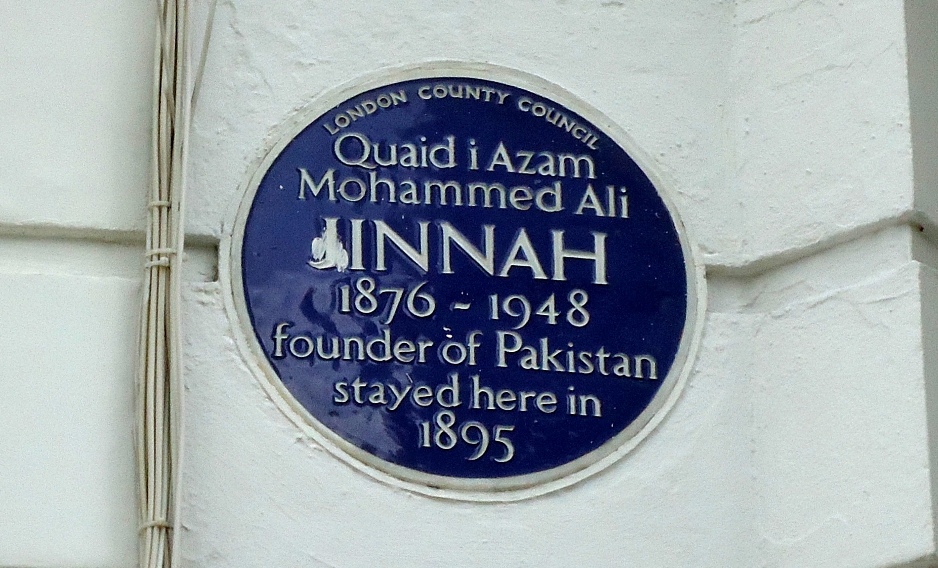 LONDON COUNTY COUNCIL
Quaid i Azam
Mohammed Ali
JINNAH
1876 - 1948
founder of Pakistan
stayed here in
1895